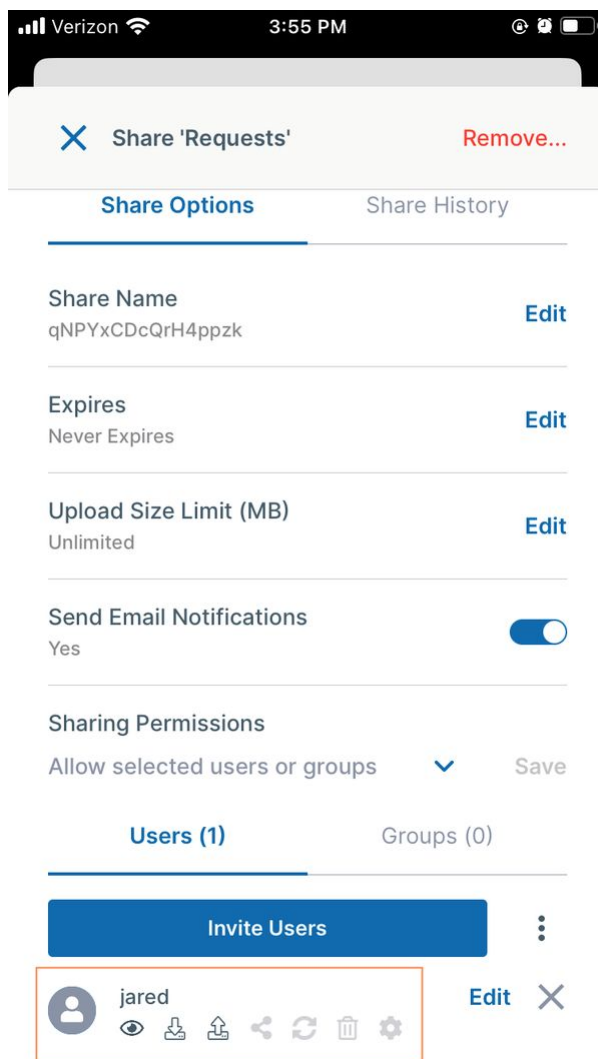 Verizon 3:55 PM
Share 'Requests' Remove...
Share Options Share History
Share Name
qNPYxCDcQrH4ppzk
Edit
Expires
Never Expires
Edit
Upload Size Limit (MB)
Unlimited
Edit
Send Email Notifications
Yes
Sharing Permissions
Allow selected users or groups Save
Users (1) Groups (0)
Invite Users
jared
Edit